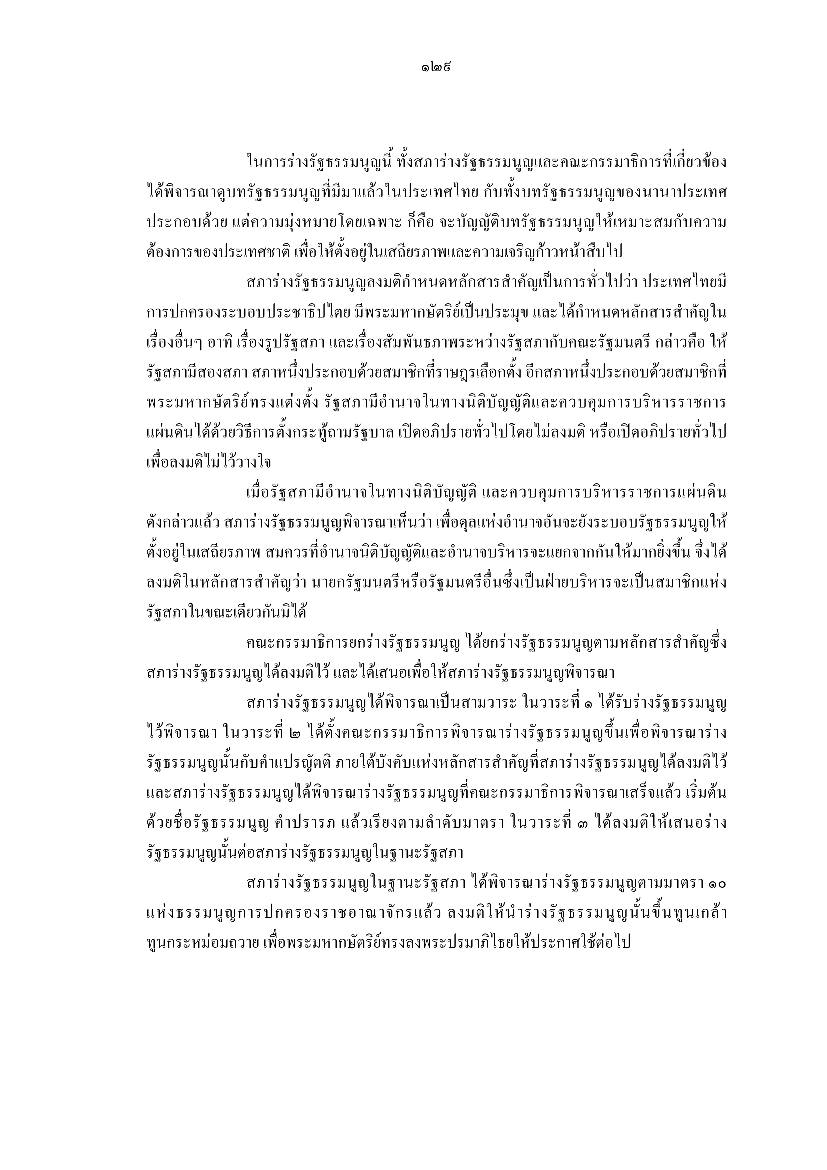 ๑๒๙
ในการร่างรัฐธรรมนูญนี้ ทั้งสภาร่างรัฐธรรมนูญและคณะกรรมาธิการที่เกี่ยวข้อง
ได้พิจารณาดูบทรัฐธรรมนูญที่มีมาแล้วในประเทศไทย กับทั้งบทรัฐธรรมนูญของนานาประเทศ
ประกอบด้วย แต่ความมุ่งหมายโดยเฉพาะ ก็คือ จะบัญญัติบทรัฐธรรมนูญให้เหมาะสมกับความ
ต้องการของประเทศชาติ เพื่อให้ตั้งอยู่ในเสถียรภาพและความเจริญก้าวหน้าสืบไป
สภาร่างรัฐธรรมนูญลงมติกำหนดหลักสารสำคัญเป็นการทั่วไปว่า ประเทศไทยมี
การปกครองระบอบประชาธิปไตย มีพระมหากษัตริย์เป็นประมุข และได้กำหนดหลักสารสำคัญใน
เรื่องอื่นๆ อาทิ เรื่องรูปรัฐสภา และเรื่องสัมพันธภาพระหว่างรัฐสภากับคณะรัฐมนตรี กล่าวคือ ให้
รัฐสภามีสองสภา สภาหนึ่งประกอบด้วยสมาชิกที่ราษฎรเลือกตั้ง อีกสภาหนึ่งประกอบด้วยสมาชิกที่
พระมหากษัตริย์ทรงแต่งตั้ง รัฐสภามีอำนาจในทางนิติบัญญัติและควบคุมการบริหารราชการ
แผ่นดินได้ด้วยวิธีการตั้งกระทู้ถามรัฐบาล เปิดอภิปรายทั่วไปโดยไม่ลงมติ หรือเปิดอภิปรายทั่วไป
เพื่อลงมติไม่ไว้วางใจ
เมื่อรัฐสภามีอำนาจในทางนิติบัญญัติ และควบคุมการบริหารราชการแผ่นดิน
ดังกล่าวแล้ว สภาร่างรัฐธรรมนูญพิจารณาเห็นว่า เพื่อดุลแห่งอำนาจอันจะยังระบอบรัฐธรรมนูญให้
ตั้งอยู่ในเสถียรภาพ สมควรที่อำนาจนิติบัญญัติและอำนาจบริหารจะแยกจากกันให้มากยิ่งขึ้น จึงได้
ลงมติในหลักสารสำคัญว่า นายกรัฐมนตรีหรือรัฐมนตรีอื่นซึ่งเป็นฝ่ายบริหารจะเป็นสมาชิกแห่ง
รัฐสภาในขณะเดียวกันมิได้
คณะกรรมาธิการยกร่างรัฐธรรมนูญ ได้ยกร่างรัฐธรรมนูญตามหลักสารสำคัญซึ่ง
สภาร่างรัฐธรรมนูญได้ลงมติไว้ และได้เสนอเพื่อให้สภาร่างรัฐธรรมนูญพิจารณา
สภาร่างรัฐธรรมนูญได้พิจารณาเป็นสามวาระ ในวาระที่ ๑ ได้รับร่างรัฐธรรมนูญ
ไว้พิจารณา ในวาระที่ ๒ ได้ตั้งคณะกรรมาธิการพิจารณาร่างรัฐธรรมนูญขึ้นเพื่อพิจารณาร่าง
รัฐธรรมนูญนั้นกับคำแปรญัตติ ภายใต้บังคับแห่งหลักสารสำคัญที่สภาร่างรัฐธรรมนูญได้ลงมติไว้
และสภาร่างรัฐธรรมนูญได้พิจารณาร่างรัฐธรรมนูญที่คณะกรรมาธิการพิจารณาเสร็จแล้ว เริ่มต้น
ด้วยชื่อรัฐธรรมนูญ คำปรารภ แล้วเรียงตามลำดับมาตรา ในวาระที่ ๓ ได้ลงมติให้เสนอร่าง
รัฐธรรมนูญนั้นต่อสภาร่างรัฐธรรมนูญในฐานะรัฐสภา
สภาร่างรัฐธรรมนูญในฐานะรัฐสภา ได้พิจารณาร่างรัฐธรรมนูญตามมาตรา ๑๐
แห่งธรรมนูญการปกครองราชอาณาจักรแล้ว ลงมติให้นำร่างรัฐธรรมนูญนั้นขึ้นทูนเกล้า
ทูนกระหม่อมถวาย เพื่อพระมหากษัตริย์ทรงลงพระปรมาภิไธยให้ประกาศใช้ต่อไป